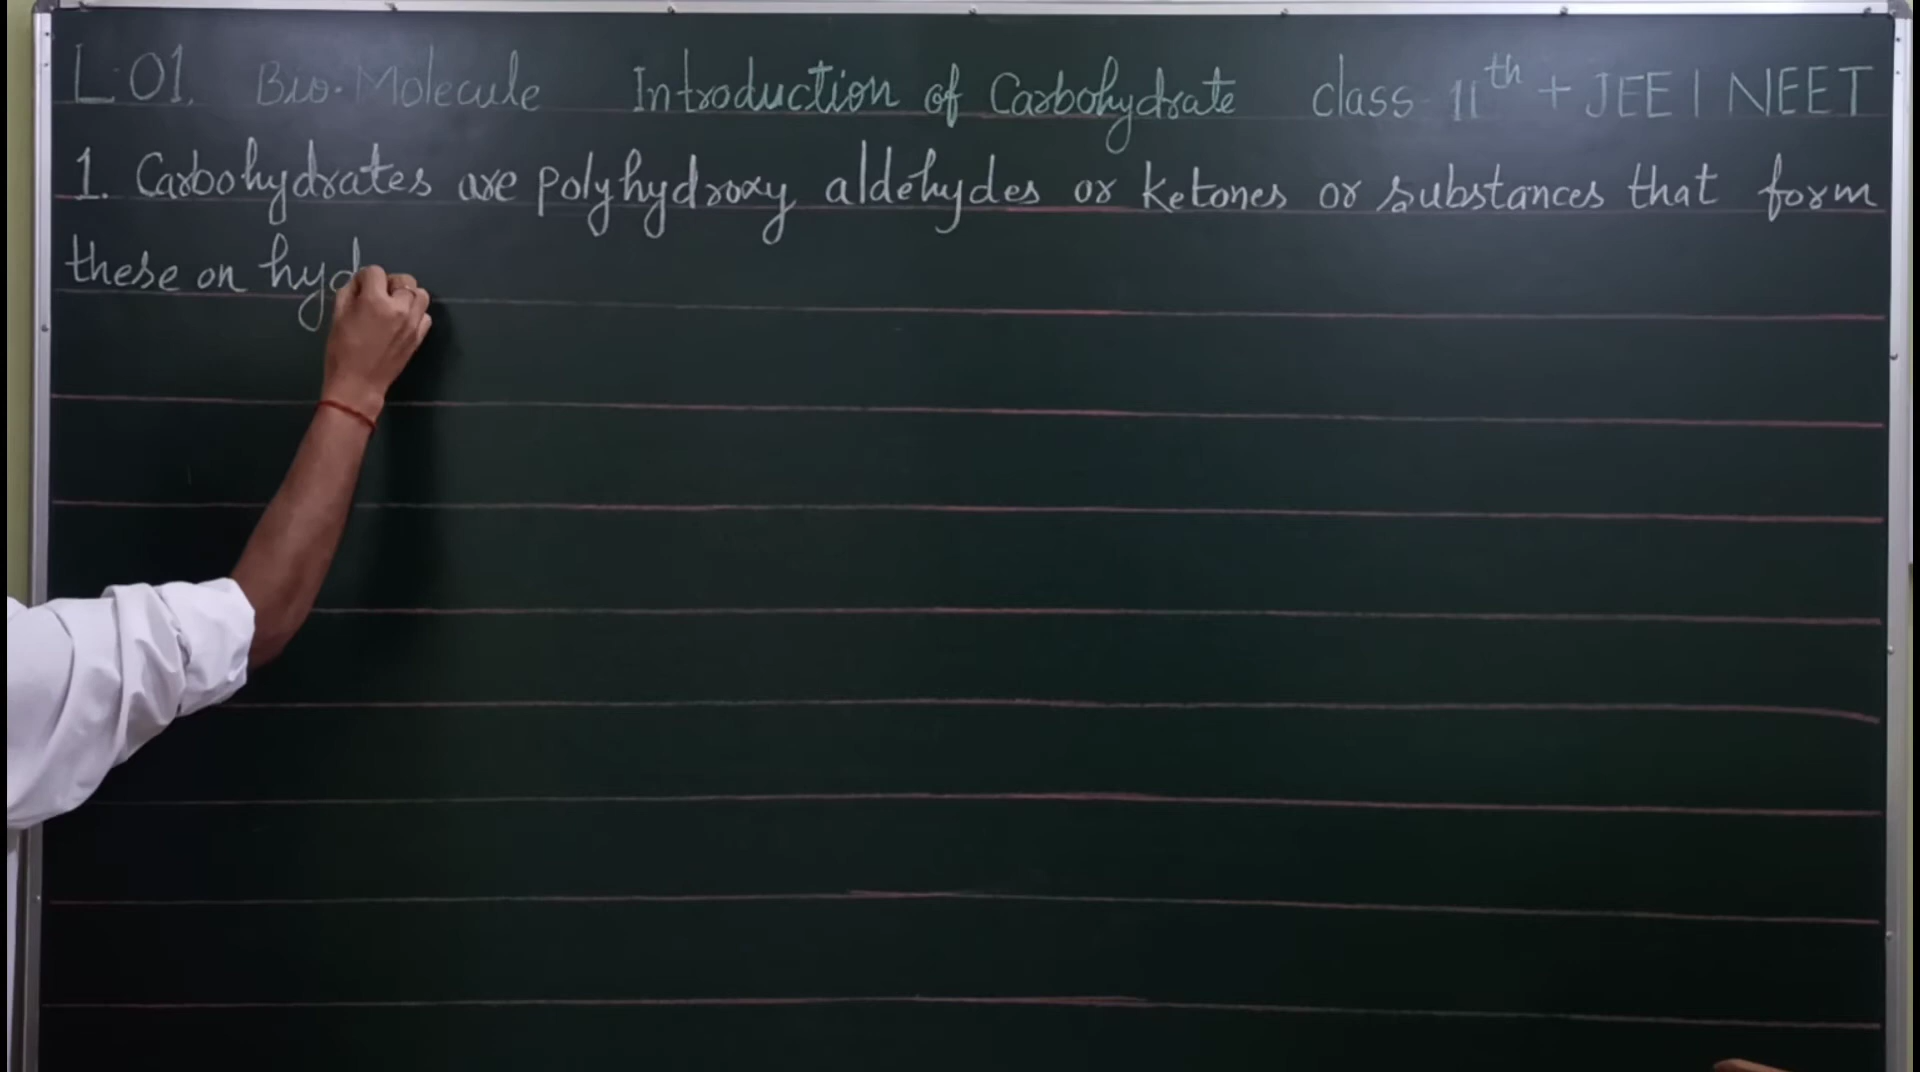 L-01. Bio-Molecule Introduction of Carbohydrate class-11th + JEE | NEET
1. Carbohydrates are polyhydroxy aldehydes or ketones or substances that form
these on hyd